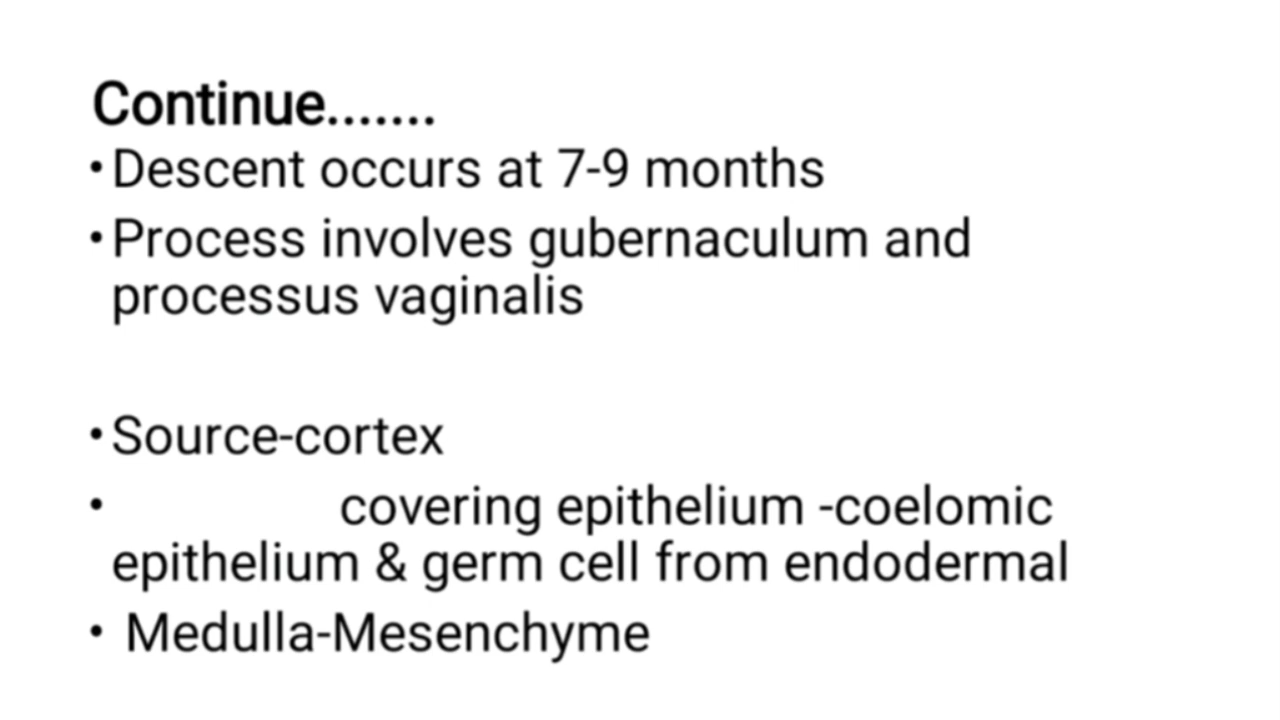 Continue.......
•Descent occurs at 7-9 months
•Process involves gubernaculum and
processus vaginalis
•Source-cortex
• covering epithelium -coelomic
epithelium & germ cell from endodermal
• Medulla-Mesenchyme